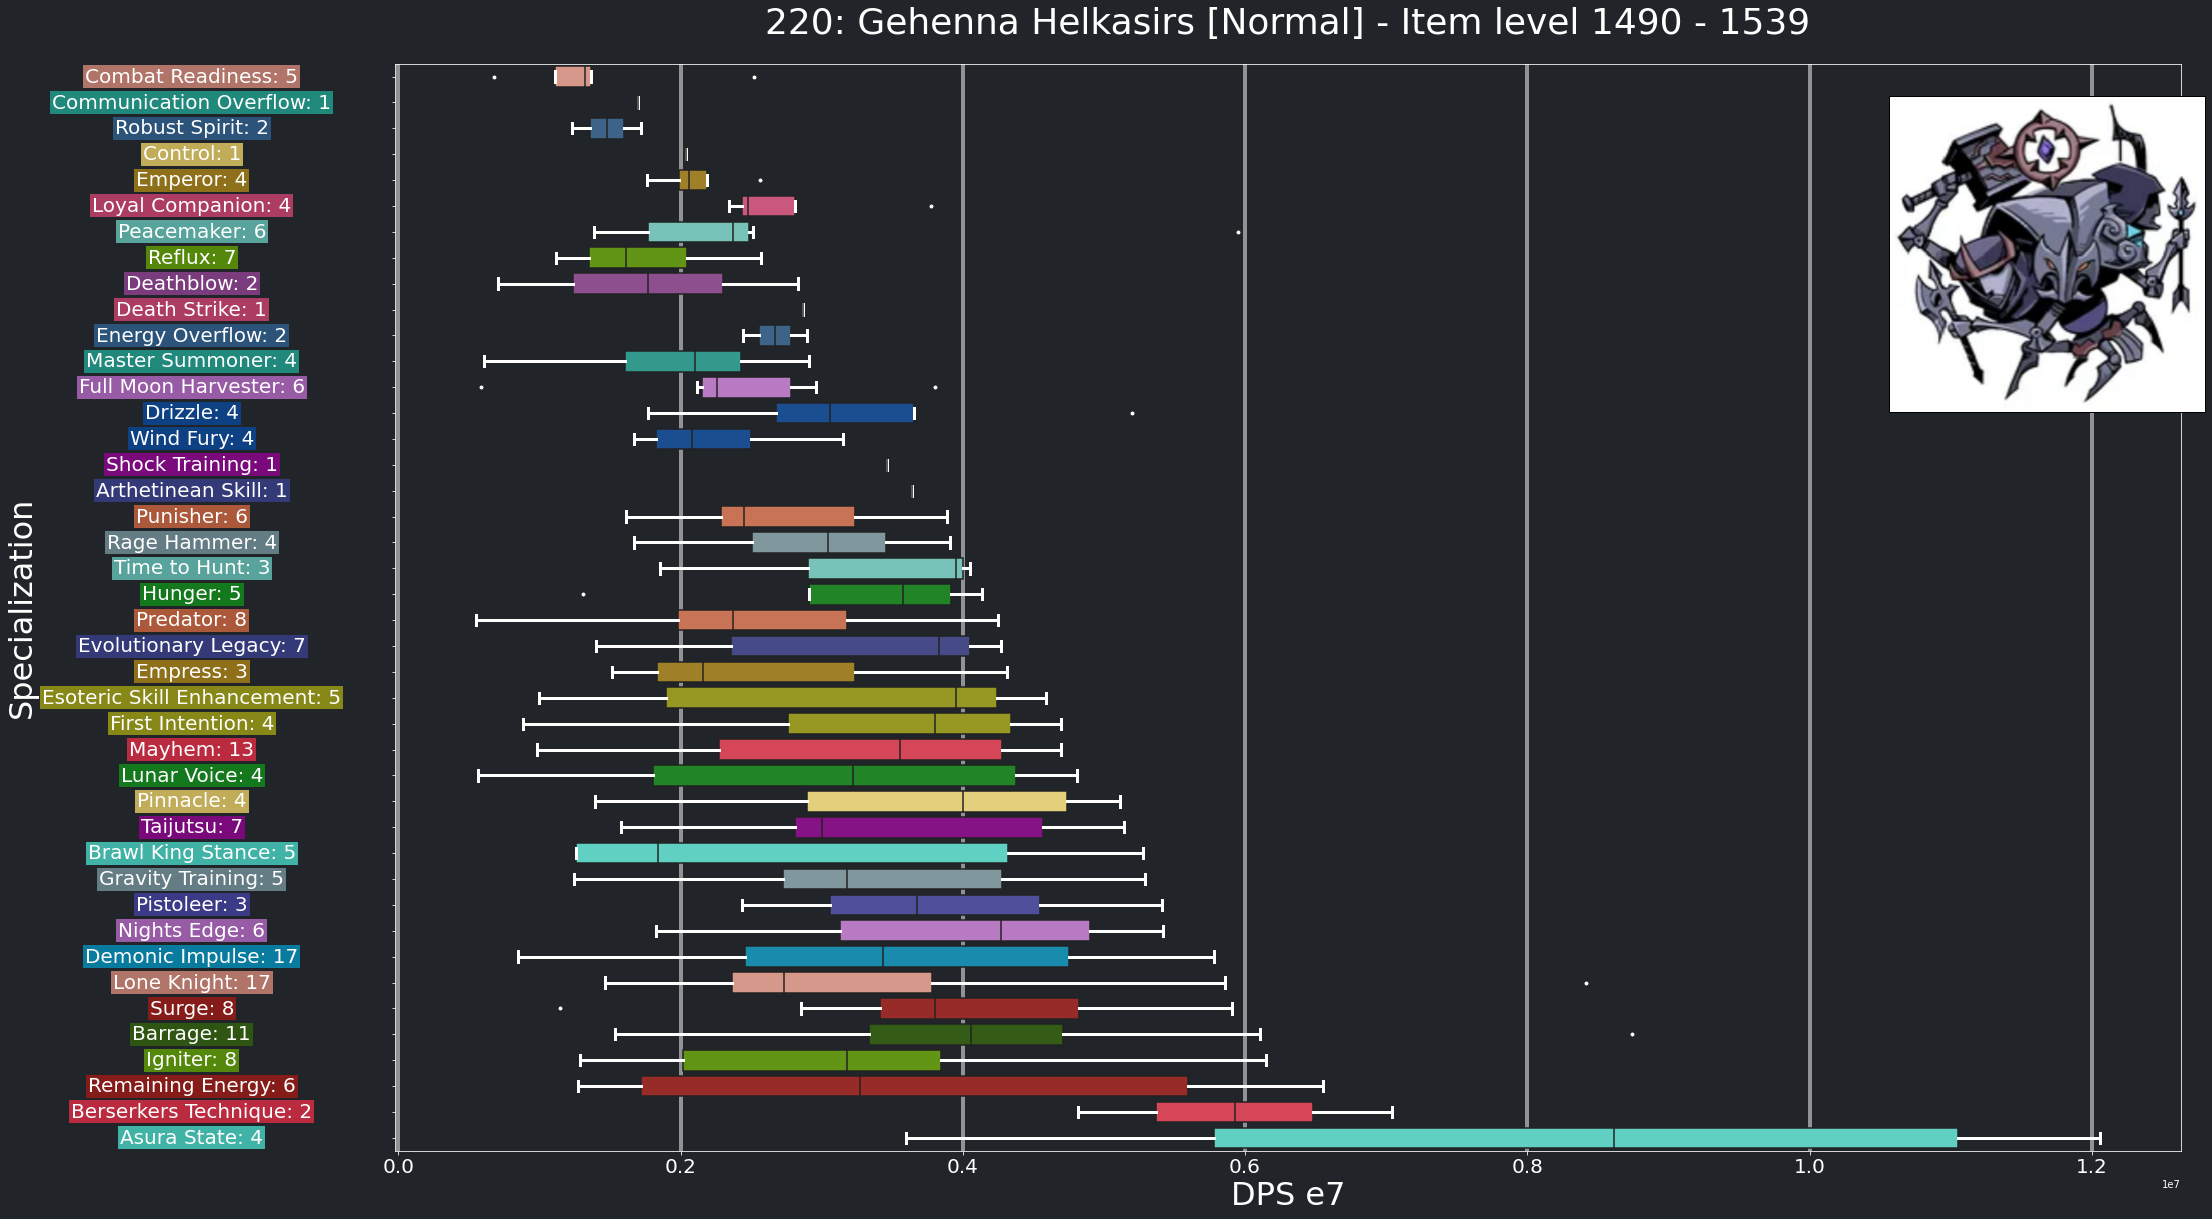 220: Gehenna Helkasirs [Normal] - Item level 1490 - 1539
Combat Readiness: 5
Communication Overflow: 1
Robust Spirit: 2
Control: 1
Emperor: 4
Loyal Companion: 4
Peacemaker: 6
Reflux: 7
Deathblow: 2
Death Strike: 1
Energy Overflow: 2
Master Summoner: 4
Full Moon Harvester: 6
Drizzle: 4
Wind Fury: 4
Shock Training: 1
Arthetinean Skill: 1
Punisher: 6
Rage Hammer: 4
Time to Hunt: 3
Hunger: 5
Predator: 8
Evolutionary Legacy: 7
Empress: 3
Esoteric Skill Enhancement: 5
First Intention: 4
Mayhem: 13
Lunar Voice: 4
Pinnacle: 4
Taijutsu: 7
Brawl King Stance: 5
Gravity Training: 5
Pistoleer: 3
Nights Edge: 6
Demonic Impulse: 17
Lone Knight: 17
Surge: 8
Barrage: 11
Igniter: 8
Remaining Energy: 6
Berserkers Technique: 2
Asura State: 4
Specialization
0.0 0.2 0.4 0.6 0.8 1.0 1.2
1e7
DPS e7